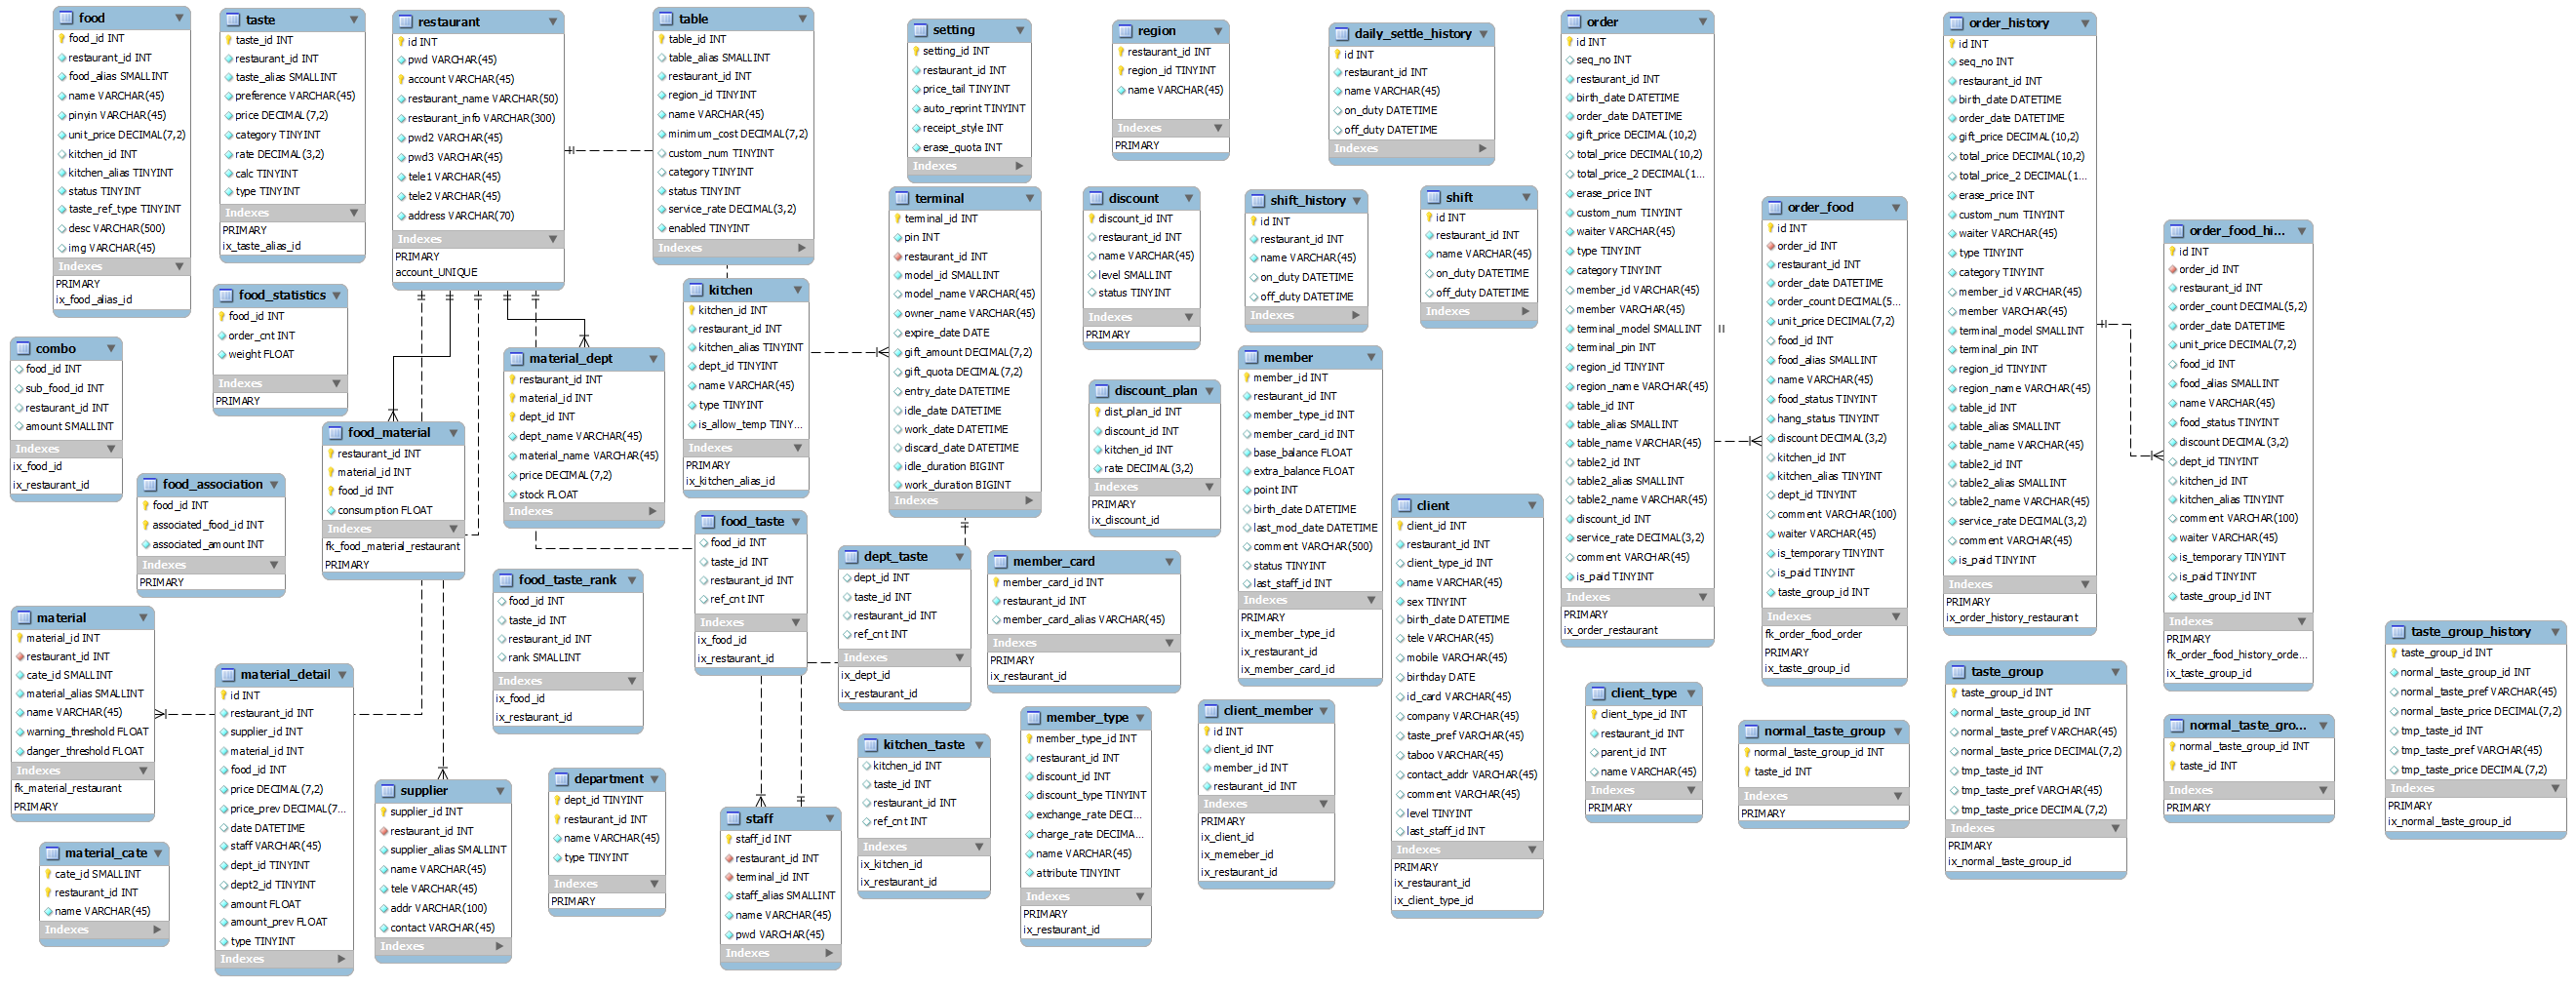 food
food_id INT
restaurant_id INT
food_alias SMALLINT
name VARCHAR(45)
pinyin VARCHAR(45)
unit_price DECIMAL(7,2)
kitchen_id INT
kitchen_alias TINYINT
status TINYINT
taste_ref_type TINYINT
desc VARCHAR(500)
img VARCHAR(45)
Indexes
PRIMARY
ix_food_alias_id
taste
taste_id INT
restaurant_id INT
taste_alias SMALLINT
preference VARCHAR(45)
price DECIMAL(7,2)
category TINYINT
rate DECIMAL(3,2)
calc TINYINT
type TINYINT
Indexes
PRIMARY
ix_taste_alias_id
restaurant
id INT
pwd VARCHAR(45)
account VARCHAR(45)
restaurant_name VARCHAR(50)
restaurant_info VARCHAR(300)
pwd2 VARCHAR(45)
pwd3 VARCHAR(45)
tele1 VARCHAR(45)
tele2 VARCHAR(45)
address VARCHAR(70)
Indexes
PRIMARY
account_UNIQUE
table
table_id INT
table_alias SMALLINT
restaurant_id INT
region_id TINYINT
name VARCHAR(45)
minimum_cost DECIMAL(7,2)
custom_num TINYINT
category TINYINT
status TINYINT
service_rate DECIMAL(3,2)
enabled TINYINT
Indexes
setting
setting_id INT
restaurant_id INT
price_tail TINYINT
auto_reprint TINYINT
receipt_style INT
erase_quota INT
Indexes
region
restaurant_id INT
region_id TINYINT
name VARCHAR(45)
Indexes
PRIMARY
daily_settle_history
id INT
restaurant_id INT
name VARCHAR(45)
on_duty DATETIME
off_duty DATETIME
Indexes
order
id INT
seq_no INT
restaurant_id INT
birth_date DATETIME
order_date DATETIME
gift_price DECIMAL(10,2)
total_price DECIMAL(10,2)
total_price_2 DECIMAL(1...
erase_price INT
custom_num TINYINT
waiter VARCHAR(45)
type TINYINT
category TINYINT
member_id VARCHAR(45)
member VARCHAR(45)
terminal_model SMALLINT
terminal_pin INT
region_id TINYINT
region_name VARCHAR(45)
table_id INT
table_alias SMALLINT
table_name VARCHAR(45)
table2_id INT
table2_alias SMALLINT
table2_name VARCHAR(45)
discount_id INT
service_rate DECIMAL(3,2)
comment VARCHAR(45)
is_paid TINYINT
Indexes
PRIMARY
ix_order_restaurant
order_history
id INT
seq_no INT
restaurant_id INT
birth_date DATETIME
order_date DATETIME
gift_price DECIMAL(10,2)
total_price DECIMAL(10,2)
total_price_2 DECIMAL(1...
erase_price INT
custom_num TINYINT
waiter VARCHAR(45)
type TINYINT
category TINYINT
member_id VARCHAR(45)
member VARCHAR(45)
terminal_model SMALLINT
terminal_pin INT
region_id TINYINT
region_name VARCHAR(45)
table_id INT
table_alias SMALLINT
table_name VARCHAR(45)
table2_id INT
table2_alias SMALLINT
table2_name VARCHAR(45)
service_rate DECIMAL(3,2)
comment VARCHAR(45)
is_paid TINYINT
Indexes
PRIMARY
ix_order_history_restaurant
terminal
terminal_id INT
pin INT
restaurant_id INT
model_id SMALLINT
model_name VARCHAR(45)
owner_name VARCHAR(45)
expire_date DATE
gift_amount DECIMAL(7,2)
gift_quota DECIMAL(7,2)
entry_date DATETIME
idle_date DATETIME
work_date DATETIME
discard_date DATETIME
idle_duration BIGINT
work_duration BIGINT
Indexes
discount
discount_id INT
restaurant_id INT
name VARCHAR(45)
level SMALLINT
status TINYINT
Indexes
PRIMARY
shift_history
id INT
restaurant_id INT
name VARCHAR(45)
on_duty DATETIME
off_duty DATETIME
Indexes
shift
id INT
restaurant_id INT
name VARCHAR(45)
on_duty DATETIME
off_duty DATETIME
Indexes
order_food
id INT
order_id INT
restaurant_id INT
order_date DATETIME
order_count DECIMAL(5...
unit_price DECIMAL(7,2)
food_id INT
food_alias SMALLINT
name VARCHAR(45)
food_status TINYINT
hang_status TINYINT
discount DECIMAL(3,2)
kitchen_id INT
kitchen_alias TINYINT
dept_id TINYINT
comment VARCHAR(100)
waiter VARCHAR(45)
is_temporary TINYINT
is_paid TINYINT
taste_group_id INT
Indexes
fk_order_food_order
PRIMARY
ix_taste_group_id
order_food_hi...
id INT
order_id INT
restaurant_id INT
order_count DECIMAL(5,2)
order_date DATETIME
unit_price DECIMAL(7,2)
food_id INT
food_alias SMALLINT
name VARCHAR(45)
food_status TINYINT
discount DECIMAL(3,2)
dept_id TINYINT
kitchen_id INT
kitchen_alias TINYINT
comment VARCHAR(100)
waiter VARCHAR(45)
is_temporary TINYINT
is_paid TINYINT
taste_group_id INT
Indexes
PRIMARY
fk_order_food_history_orde...
ix_taste_group_id
food_statistics
food_id INT
order_cnt INT
weight FLOAT
Indexes
PRIMARY
kitchen
kitchen_id INT
restaurant_id INT
kitchen_alias TINYINT
dept_id TINYINT
name VARCHAR(45)
type TINYINT
is_allow_temp TINY...
Indexes
PRIMARY
ix_kitchen_alias_id
combo
food_id INT
sub_food_id INT
restaurant_id INT
amount SMALLINT
Indexes
ix_food_id
ix_restaurant_id
material_dept
restaurant_id INT
material_id INT
dept_id INT
dept_name VARCHAR(45)
material_name VARCHAR(45)
price DECIMAL(7,2)
stock FLOAT
Indexes
member
member_id INT
restaurant_id INT
member_type_id INT
member_card_id INT
base_balance FLOAT
extra_balance FLOAT
point INT
birth_date DATETIME
last_mod_date DATETIME
comment VARCHAR(500)
status TINYINT
last_staff_id INT
Indexes
PRIMARY
ix_member_type_id
ix_restaurant_id
ix_member_card_id
discount_plan
dist_plan_id INT
discount_id INT
kitchen_id INT
rate DECIMAL(3,2)
Indexes
PRIMARY
ix_discount_id
food_material
restaurant_id INT
material_id INT
food_id INT
consumption FLOAT
Indexes
fk_food_material_restaurant
PRIMARY
food_association
food_id INT
associated_food_id INT
associated_amount INT
Indexes
PRIMARY
client
client_id INT
restaurant_id INT
client_type_id INT
name VARCHAR(45)
sex TINYINT
birth_date DATETIME
tele VARCHAR(45)
mobile VARCHAR(45)
birthday DATE
id_card VARCHAR(45)
company VARCHAR(45)
taste_pref VARCHAR(45)
taboo VARCHAR(45)
contact_addr VARCHAR(45)
comment VARCHAR(45)
level TINYINT
last_staff_id INT
Indexes
PRIMARY
ix_restaurant_id
ix_client_type_id
food_taste
food_id INT
taste_id INT
restaurant_id INT
ref_cnt INT
Indexes
ix_food_id
ix_restaurant_id
dept_taste
dept_id INT
taste_id INT
restaurant_id INT
ref_cnt INT
Indexes
ix_dept_id
ix_restaurant_id
member_card
member_card_id INT
restaurant_id INT
member_card_alias VARCHAR(45)
Indexes
PRIMARY
ix_restaurant_id
food_taste_rank
food_id INT
taste_id INT
restaurant_id INT
rank SMALLINT
Indexes
ix_food_id
ix_restaurant_id
material
material_id INT
restaurant_id INT
cate_id SMALLINT
material_alias SMALLINT
name VARCHAR(45)
warning_threshold FLOAT
danger_threshold FLOAT
Indexes
fk_material_restaurant
PRIMARY
material_detail
id INT
restaurant_id INT
supplier_id INT
material_id INT
food_id INT
price DECIMAL(7,2)
price_prev DECIMAL(7...
date DATETIME
staff VARCHAR(45)
dept_id TINYINT
dept2_id TINYINT
amount FLOAT
amount_prev FLOAT
type TINYINT
Indexes
taste_group_history
taste_group_id INT
normal_taste_group_id INT
normal_taste_pref VARCHAR(45)
normal_taste_price DECIMAL(7,2)
tmp_taste_id INT
tmp_taste_pref VARCHAR(45)
tmp_taste_price DECIMAL(7,2)
Indexes
PRIMARY
ix_normal_taste_group_id
taste_group
taste_group_id INT
normal_taste_group_id INT
normal_taste_pref VARCHAR(45)
normal_taste_price DECIMAL(7,2)
tmp_taste_id INT
tmp_taste_pref VARCHAR(45)
tmp_taste_price DECIMAL(7,2)
Indexes
PRIMARY
ix_normal_taste_group_id
client_type
client_type_id INT
restaurant_id INT
parent_id INT
name VARCHAR(45)
Indexes
PRIMARY
client_member
id INT
client_id INT
member_id INT
restaurant_id INT
Indexes
PRIMARY
ix_client_id
ix_memeber_id
ix_restaurant_id
member_type
member_type_id INT
restaurant_id INT
discount_id INT
discount_type TINYINT
exchange_rate DECI...
charge_rate DECIMA...
name VARCHAR(45)
attribute TINYINT
Indexes
PRIMARY
ix_restaurant_id
normal_taste_group
normal_taste_group_id INT
taste_id INT
Indexes
PRIMARY
normal_taste_gro...
normal_taste_group_id INT
taste_id INT
Indexes
PRIMARY
kitchen_taste
kitchen_id INT
taste_id INT
restaurant_id INT
ref_cnt INT
Indexes
ix_kitchen_id
ix_restaurant_id
department
dept_id TINYINT
restaurant_id INT
name VARCHAR(45)
type TINYINT
Indexes
PRIMARY
supplier
supplier_id INT
restaurant_id INT
supplier_alias SMALLINT
name VARCHAR(45)
tele VARCHAR(45)
addr VARCHAR(100)
contact VARCHAR(45)
Indexes
staff
staff_id INT
restaurant_id INT
terminal_id INT
staff_alias SMALLINT
name VARCHAR(45)
pwd VARCHAR(45)
Indexes
material_cate
cate_id SMALLINT
restaurant_id INT
name VARCHAR(45)
Indexes